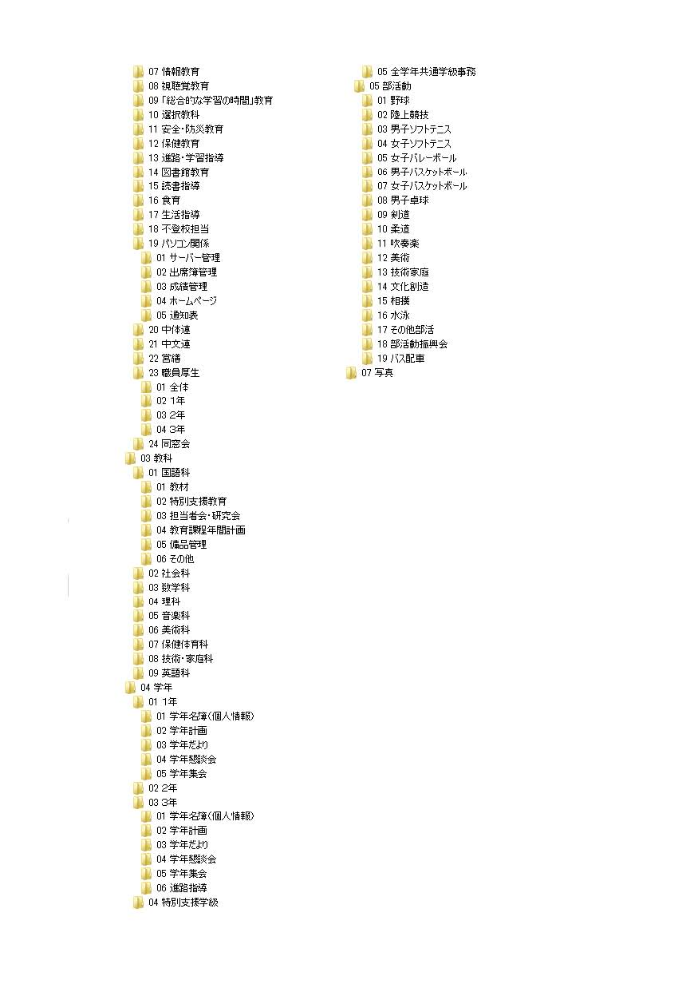 07 情報教育
08 視聴覚教育
09 「総合的な学習の時間」教育
10 選択教科
11 安全・防災教育
12 保健教育
13 進路・学習指導
14 図書館教育
15 読書指導
16 食育
17 生活指導
18 不登校担当
19 パソコン関係
01 サーバー管理
02 出席簿管理
03 成績管理
04 ホームページ
05 通知表
20 中体連
21 中文連
22 営繕
23 職員厚生
01 全体
02 1年
03 2年
04 3年
24 同窓会
03 教科
01 国語科
01 教材
02 特別支援教育
03 担当者会・研究会
04 教育課程年間計画
05 備品管理
06 その他
02 社会科
03 数学科
04 理科
05 音楽科
06 美術科
07 保健体育科
08 技術・家庭科
09 英語科
04 学年
01 1年
01 学年名簿(個人情報)
02 学年計画
03 学年だより
04 学年懇談会
05 学年集会
02 2年
03 3年
01 学年名簿(個人情報)
02 学年計画
03 学年だより
04 学年懇談会
05 学年集会
06 進路指導
04 特別支援学級
05 全学年共通学級事務
05 部活動
01 野球
02 陸上競技
03 男子ソフトテニス
04 女子ソフトテニス
05 女子バレーボール
06 男子バスケットボール
07 女子バスケットボール
08 男子卓球
09 剣道
10 柔道
11 吹奏楽
12 美術
13 技術家庭
14 文化創造
15 相撲
16 水泳
17 その他部活
18 部活動振興会
19 バス配車
07 写真